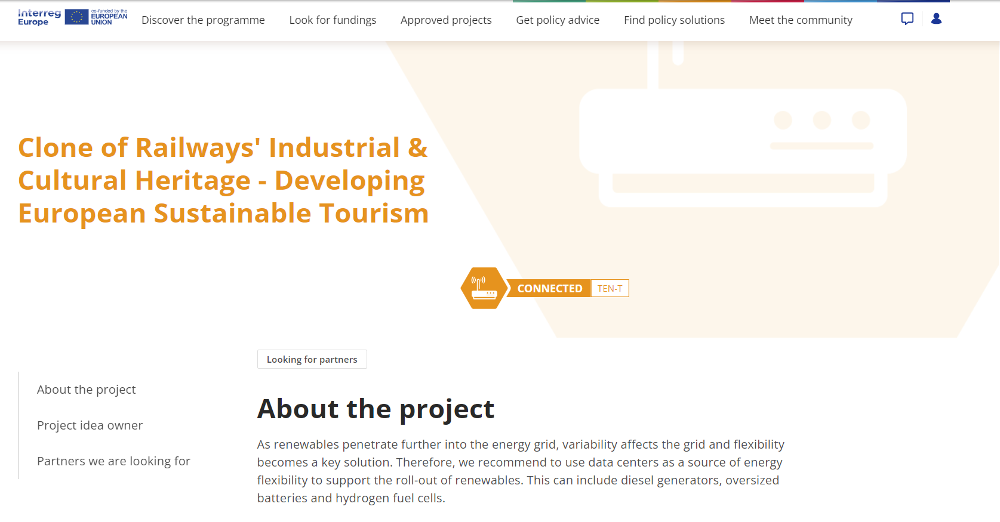 Interreg
Europe
co-funded by the
EUROPEAN
UNION
Discover the programme
Look for fundings
Approved projects
Get policy advice
Find policy solutions
Meet the community
Clone of Railways' Industrial &
Cultural Heritage - Developing
European Sustainable Tourism
CONNECTED
TEN-T
Looking for partners
About the project
Project idea owner
Partners we are looking for
About the project
As renewables penetrate further into the energy grid, variability affects the grid and flexibility
becomes a key solution. Therefore, we recommend to use data centers as a source of energy
flexibility to support the roll-out of renewables. This can include diesel generators, oversized
batteries and hydrogen fuel cells.